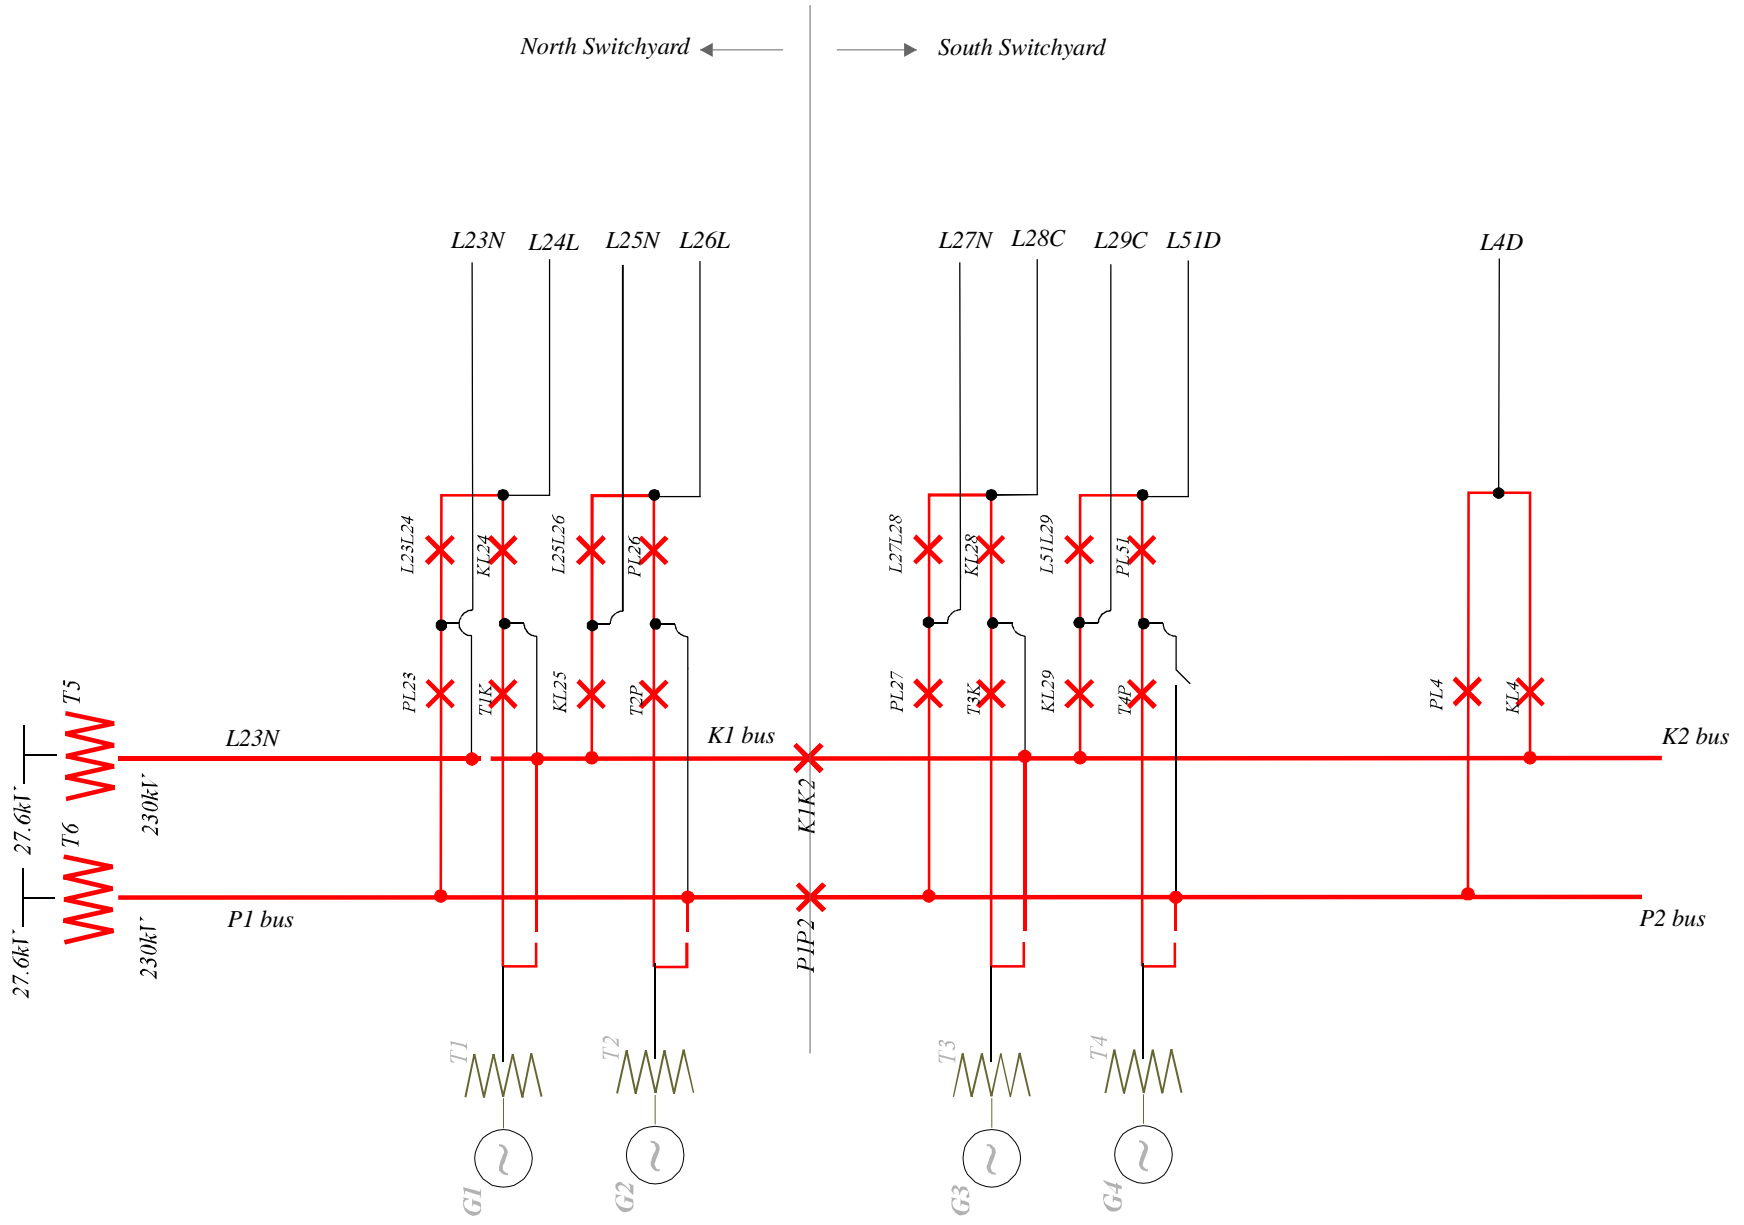 North Switchyard
South Switchyard
L23N
L24L
L25N
L26L
L27N
L28C
L29C
L51D
L4D
L23L24
KL24
L25L26
PL26
L27L28
KL28
L51L29
PL51
PL23
T1K
KL25
T2P
PL27
T3K
KL29
T4P
PL4
KL4
T5
L23N
K1 bus
K2 bus
27.6kV
230kV
K1K2
T6
P1 bus
P2 bus
27.6kV
230kV
P1P2
T1
T2
T3
T4
G1
G2
G3
G4